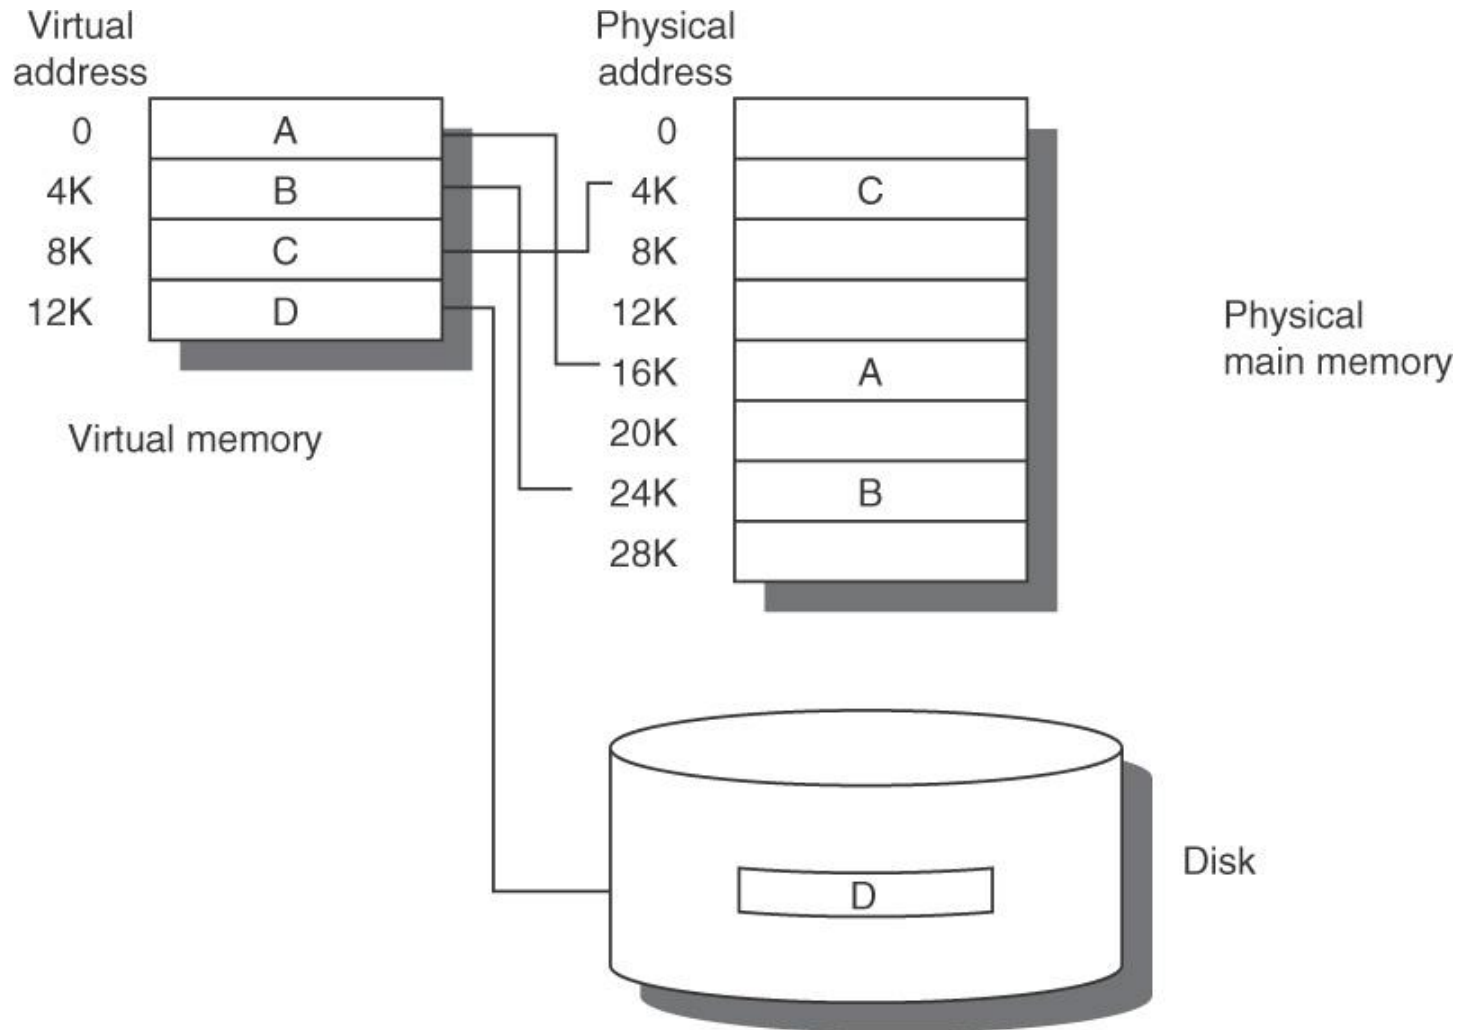 Virtual
address
0
A
4K
B
8K
C
12K
D
Virtual memory
Physical
address
0
4K
C
8K
12K
16K
A
20K
24K
B
28K
Physical
main memory
D
Disk